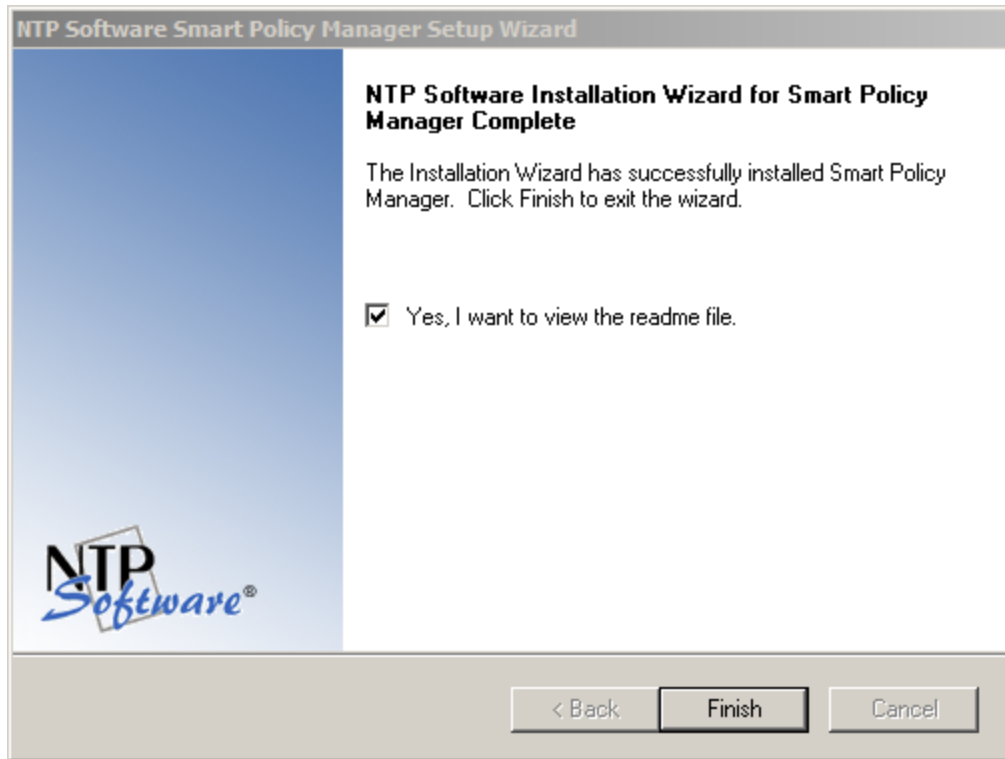 NTP Software Smart Policy Manager Setup Wizard
NTP Software Installation Wizard for Smart Policy
Manager Complete
The Installation Wizard has successfully installed Smart Policy
Manager.  Click Finish to exit the wizard.
Yes, I want to view the readme file.
NTP
Software®
< Back
Finish
Cancel